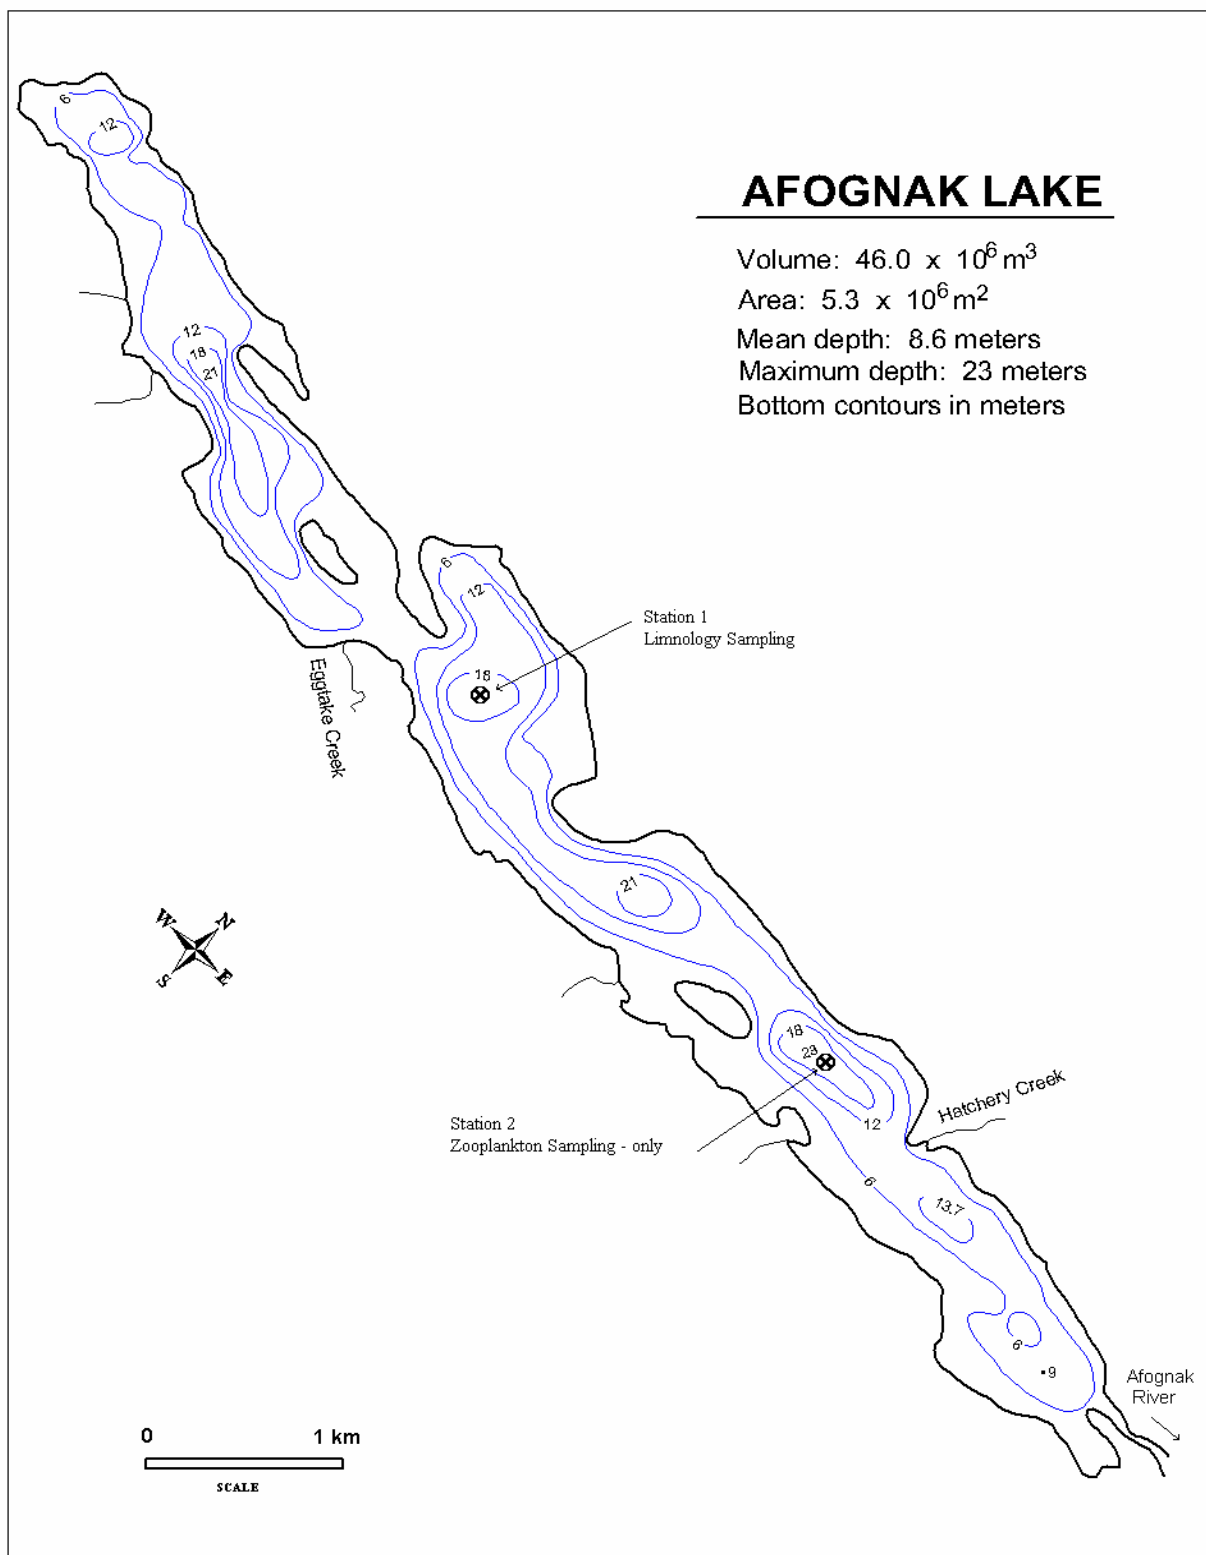 6
12
AFOGNAK LAKE
Volume: 46.0 x 10⁶ m³
Area: 5.3 x 10⁶ m²
Mean depth: 8.6 meters
Maximum depth: 23 meters
Bottom contours in meters
12
18
21
6
12
Station 1
Limnology Sampling
18
Eggtake Creek
21
W N
S E
18
23
Hatchery Creek
Station 2
Zooplankton Sampling - only
12
6
13.7
6
9
Afognak
River
0 1 km
SCALE